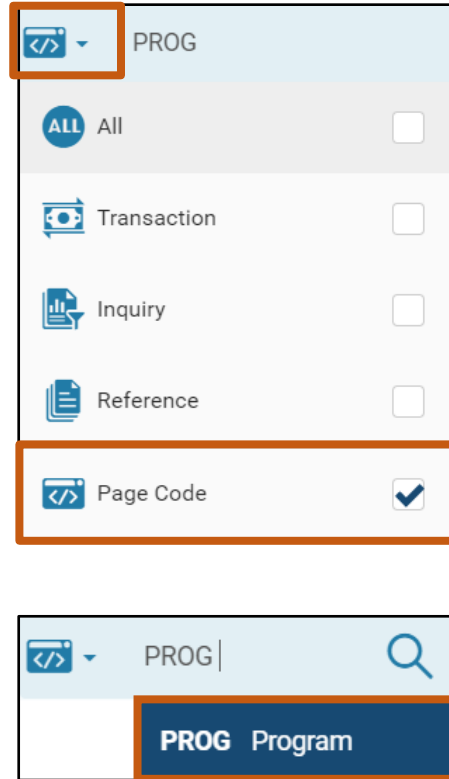 </> PROG
ALL All
Transaction
Inquiry
Reference
</> Page Code
</> PROG
PROG Program